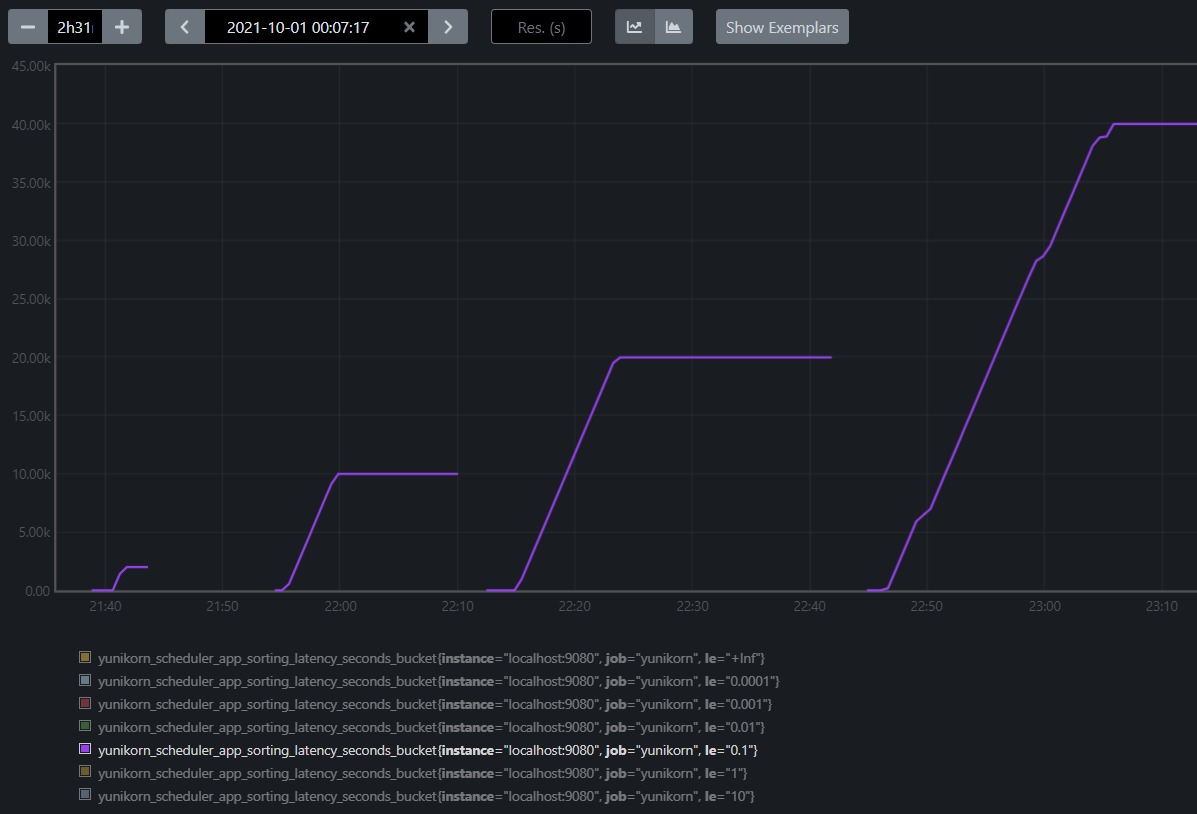 2h31
2021-10-01 00:07:17
Res. (s)
Show Exemplars
45.00k
40.00k
35.00k
30.00k
25.00k
20.00k
15.00k
10.00k
5.00k
0.00
21:40 21:50 22:00 22:10 22:20 22:30 22:40 22:50 23:00 23:10
yunikorn_scheduler_app_sorting_latency_seconds_bucket{instance="localhost:9080", job="yunikorn", le="+Inf"}
yunikorn_scheduler_app_sorting_latency_seconds_bucket{instance="localhost:9080", job="yunikorn", le="0.0001"}
yunikorn_scheduler_app_sorting_latency_seconds_bucket{instance="localhost:9080", job="yunikorn", le="0.001"}
yunikorn_scheduler_app_sorting_latency_seconds_bucket{instance="localhost:9080", job="yunikorn", le="0.01"}
yunikorn_scheduler_app_sorting_latency_seconds_bucket{instance="localhost:9080", job="yunikorn", le="0.1"}
yunikorn_scheduler_app_sorting_latency_seconds_bucket{instance="localhost:9080", job="yunikorn", le="1"}
yunikorn_scheduler_app_sorting_latency_seconds_bucket{instance="localhost:9080", job="yunikorn", le="10"}